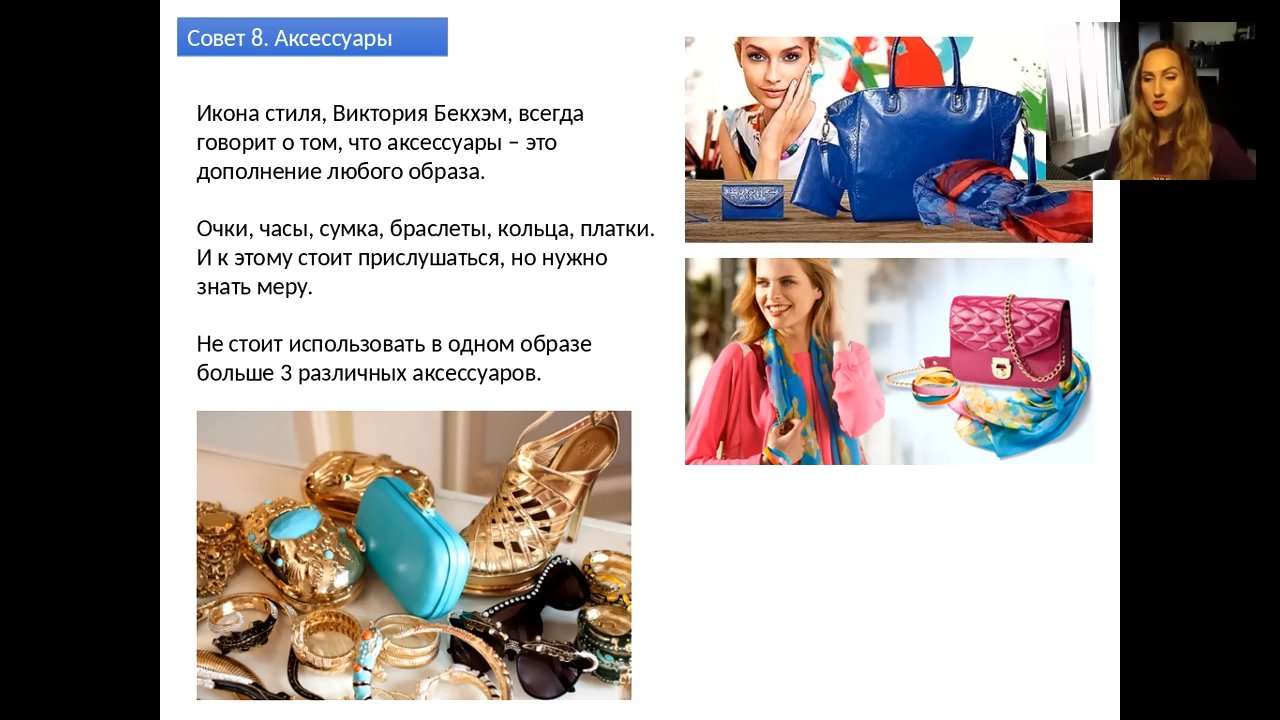 Совет 8. Аксессуары
Икона стиля, Виктория Бекхэм, всегда
говорит о том, что аксессуары – это
дополнение любого образа.
Очки, часы, сумка, браслеты, кольца, платки.
И к этому стоит прислушаться, но нужно
знать меру.
Не стоит использовать в одном образе
больше 3 различных аксессуаров.